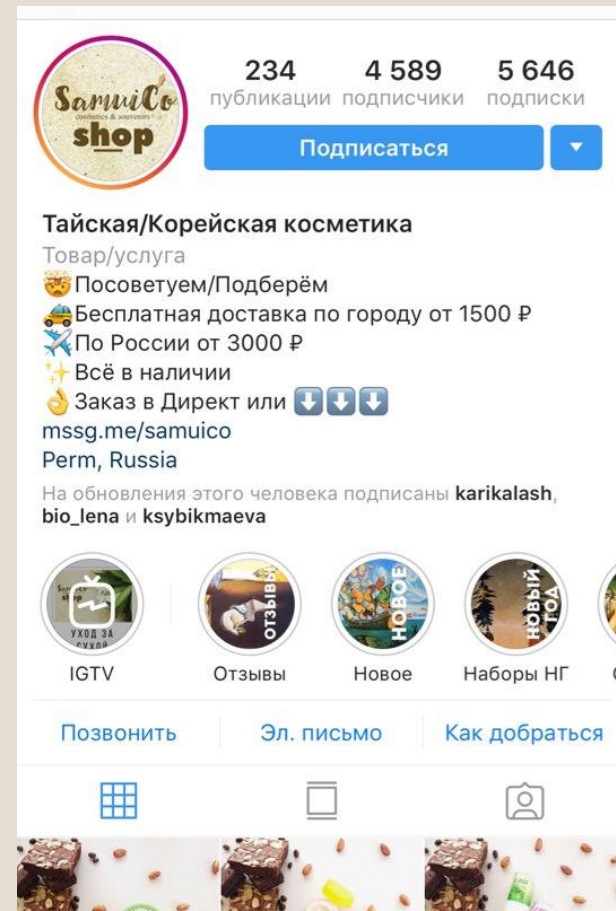 SamuiCo
cosmetics & souvenirs
shop
234 4 589 5 646
публикации подписчики подписки
Подписаться
Тайская/Корейская косметика
Товар/услуга
🤯Посоветуем/Подберём
🚕Бесплатная доставка по городу от 1500 ₽
✈️По России от 3000 ₽
✨Всё в наличии
👌Заказ в Директ или ⬇️⬇️⬇️
mssg.me/samuico
Perm, Russia
На обновления этого человека подписаны karikalash,
bio_lena и ksybikmaeva
shop
УХОД ЗА
СУХОЙ
ОТЗЫВЫ
НОВОЕ
НОВЫЙ
ГОД
IGTV Отзывы Новое Наборы НГ
Позвонить Эл. письмо Как добраться